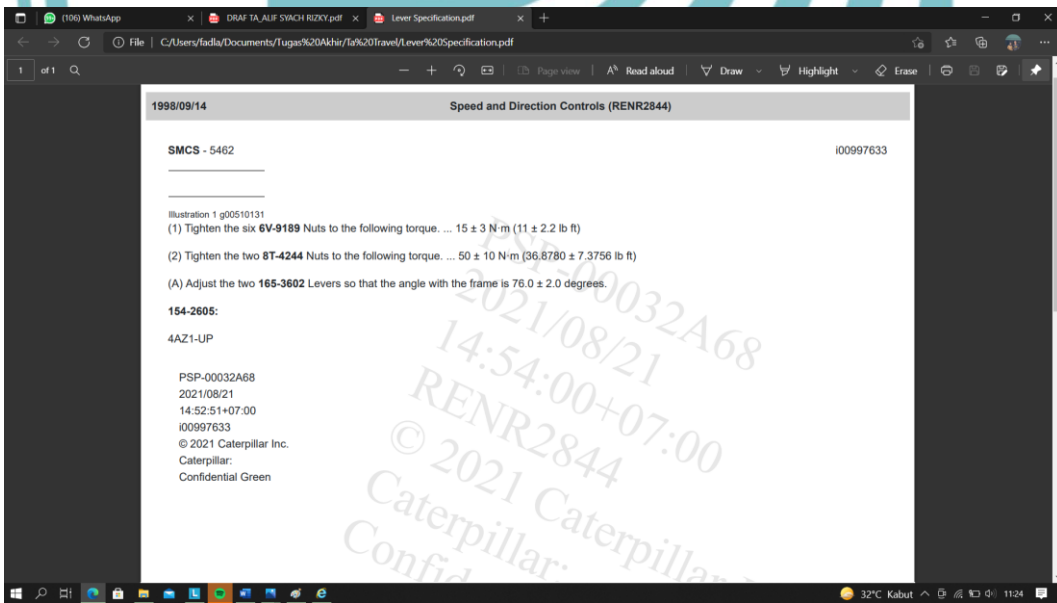 (106) WhatsApp
DRAF TA_ALIF SYACH RIZKY.pdf
Lever Specification.pdf
File | C:/Users/fadla/Documents/Tugas%20Akhir/Ta%20Travel/Lever%20Specification.pdf
1 of 1 Page view Read aloud Draw Highlight Erase
1998/09/14 Speed and Direction Controls (RENR2844)
SMCS - 5462 i00997633
Illustration 1 g00510131
(1) Tighten the six 6V-9189 Nuts to the following torque. ... 15 ± 3 N·m (11 ± 2.2 lb ft)
(2) Tighten the two 8T-4244 Nuts to the following torque. ... 50 ± 10 N·m (36.8780 ± 7.3756 lb ft)
(A) Adjust the two 165-3602 Levers so that the angle with the frame is 76.0 ± 2.0 degrees.
154-2605:
4AZ1-UP
PSP-00032A68
2021/08/21
14:52:51+07:00
i00997633
© 2021 Caterpillar Inc.
Caterpillar:
Confidential Green
PSP-00032A68
2021/08/21
14:54:00+07:00
RENR2844
© 2021 Caterpillar
Caterpillar:
32°C Kabut 11:24